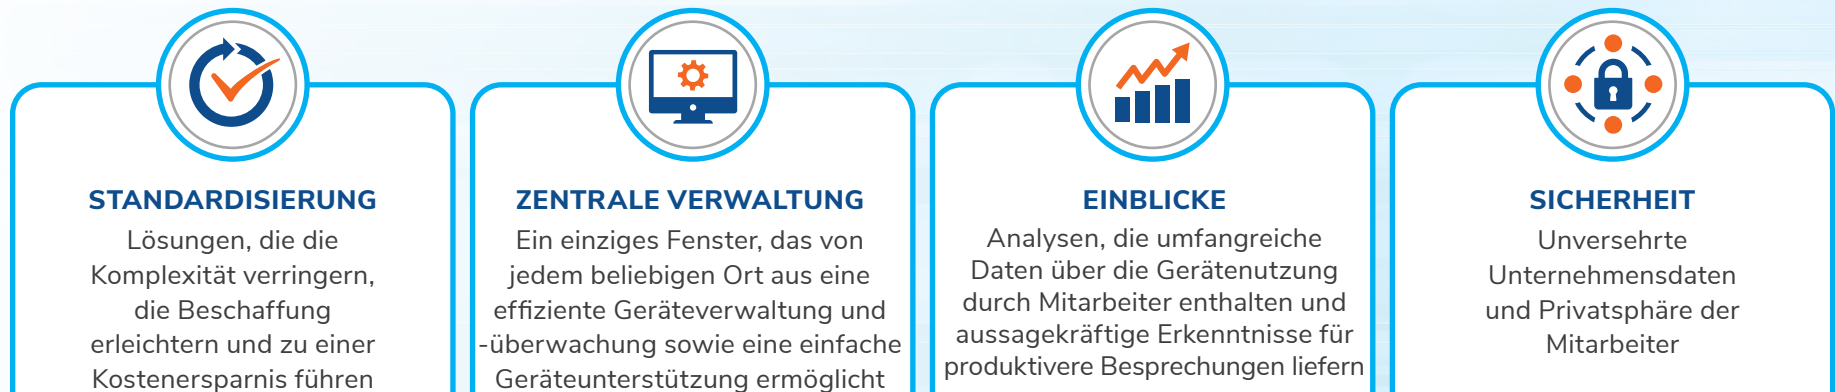 STANDARDISIERUNG
Lösungen, die die
Komplexität verringern,
die Beschaffung
erleichtern und zu einer
Kostenersparnis führen
ZENTRALE VERWALTUNG
Ein einziges Fenster, das von
jedem beliebigen Ort aus eine
effiziente Geräteverwaltung und
-überwachung sowie eine einfache
Geräteunterstützung ermöglicht
EINBLICKE
Analysen, die umfangreiche
Daten über die Gerätenutzung
durch Mitarbeiter enthalten und
aussagekräftige Erkenntnisse für
produktivere Besprechungen liefern
SICHERHEIT
Unversehrte
Unternehmensdaten
und Privatsphäre der
Mitarbeiter